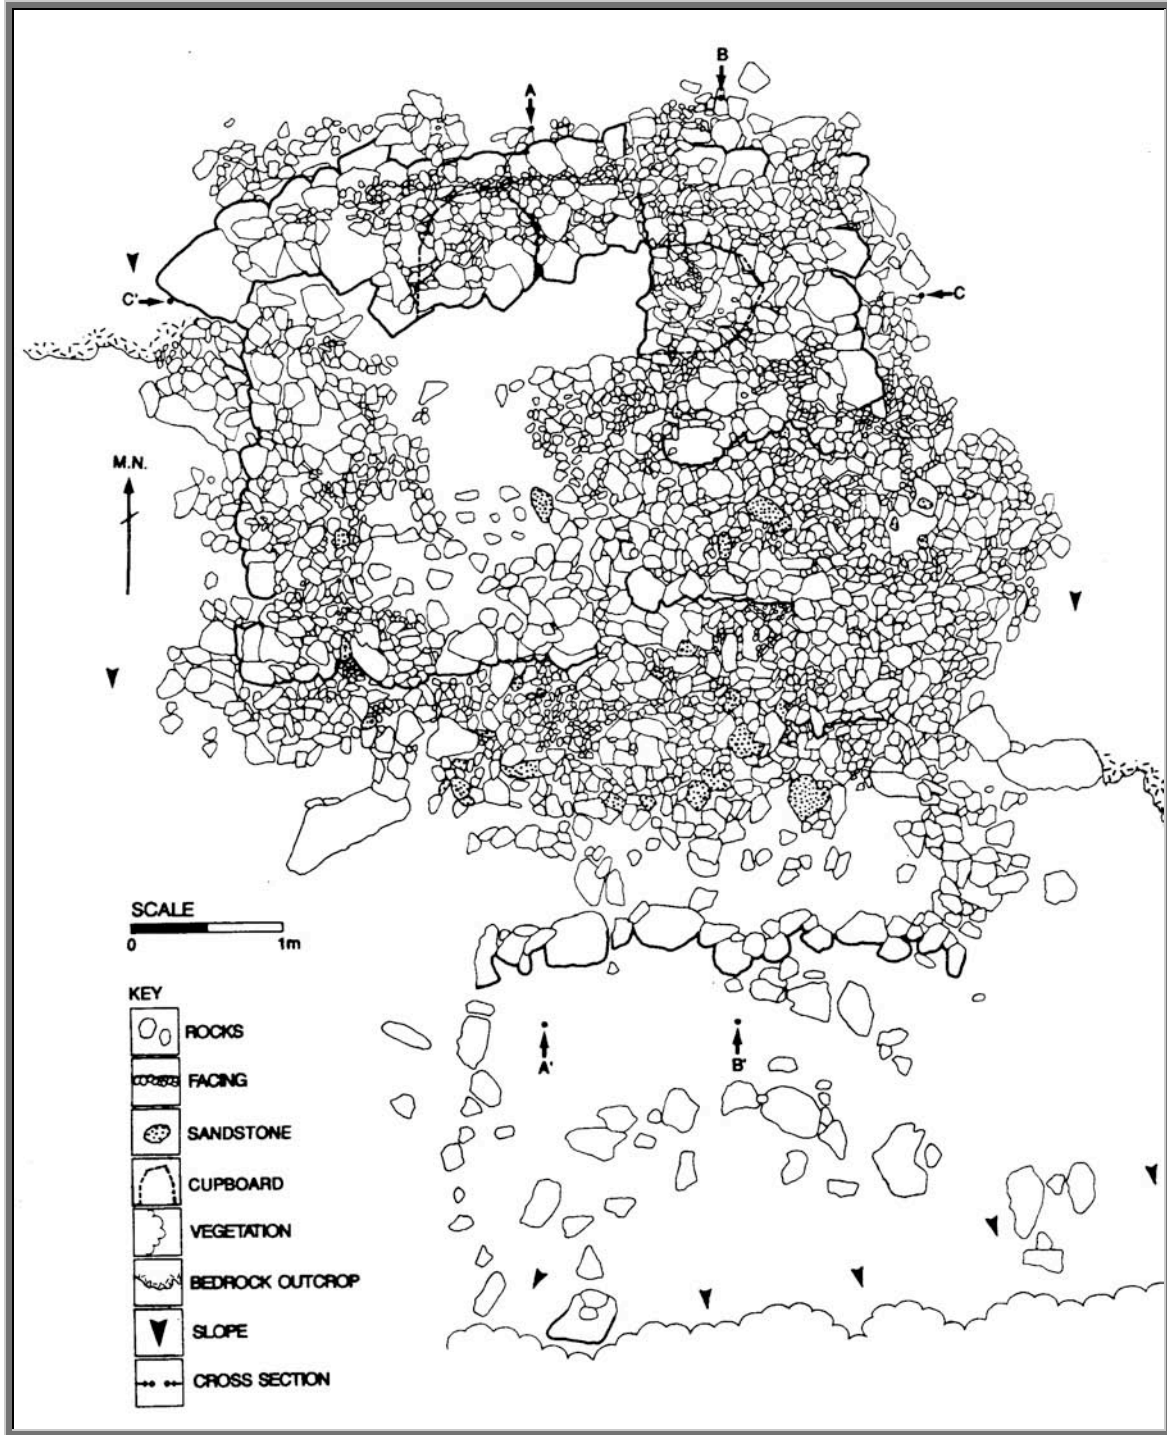 B
A
C'
C
M.N.
SCALE
0 1m
A'
B'
KEY
ROCKS
FACING
SANDSTONE
CUPBOARD
VEGETATION
BEDROCK OUTCROP
SLOPE
CROSS SECTION